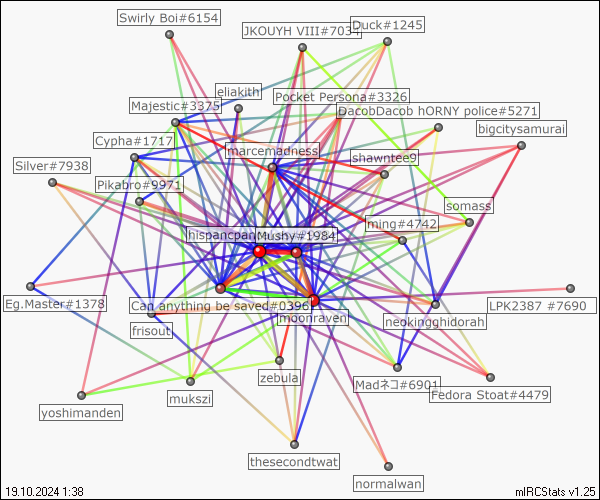 Swirly Boi#6154
JKOUYH VIII#7034
Duck#1245
eliakith
Pocket Persona#3326
Majestic#3375
DacobDacob hORNY police#5271
bigcitysamurai
Cypha#1717
marcemadness
shawntee9
Silver#7938
Pikabro#9971
somass
ming#4742
hispancpan
Mushy#1984
Eg.Master#1378
Can anything be saved#0396
LPK2387 #7690
moonraven
neokingghidorah
frisout
zebula
Madネコ#6901
Fedora Stoat#4479
mukszi
yoshimanden
thesecondtwat
normalwan
19.10.2024 1:38
mIRCStats v1.25